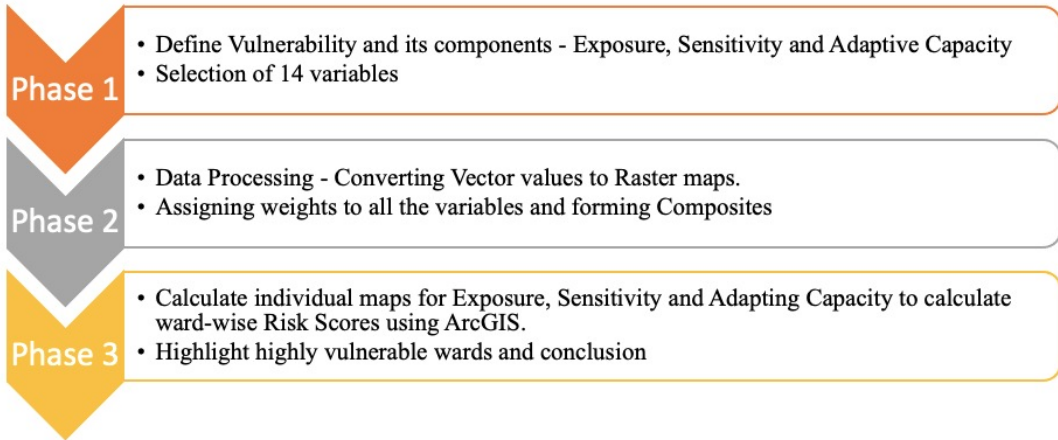 Phase 1
• Define Vulnerability and its components - Exposure, Sensitivity and Adaptive Capacity
• Selection of 14 variables
Phase 2
• Data Processing - Converting Vector values to Raster maps.
• Assigning weights to all the variables and forming Composites
Phase 3
• Calculate individual maps for Exposure, Sensitivity and Adapting Capacity to calculate
ward-wise Risk Scores using ArcGIS.
• Highlight highly vulnerable wards and conclusion